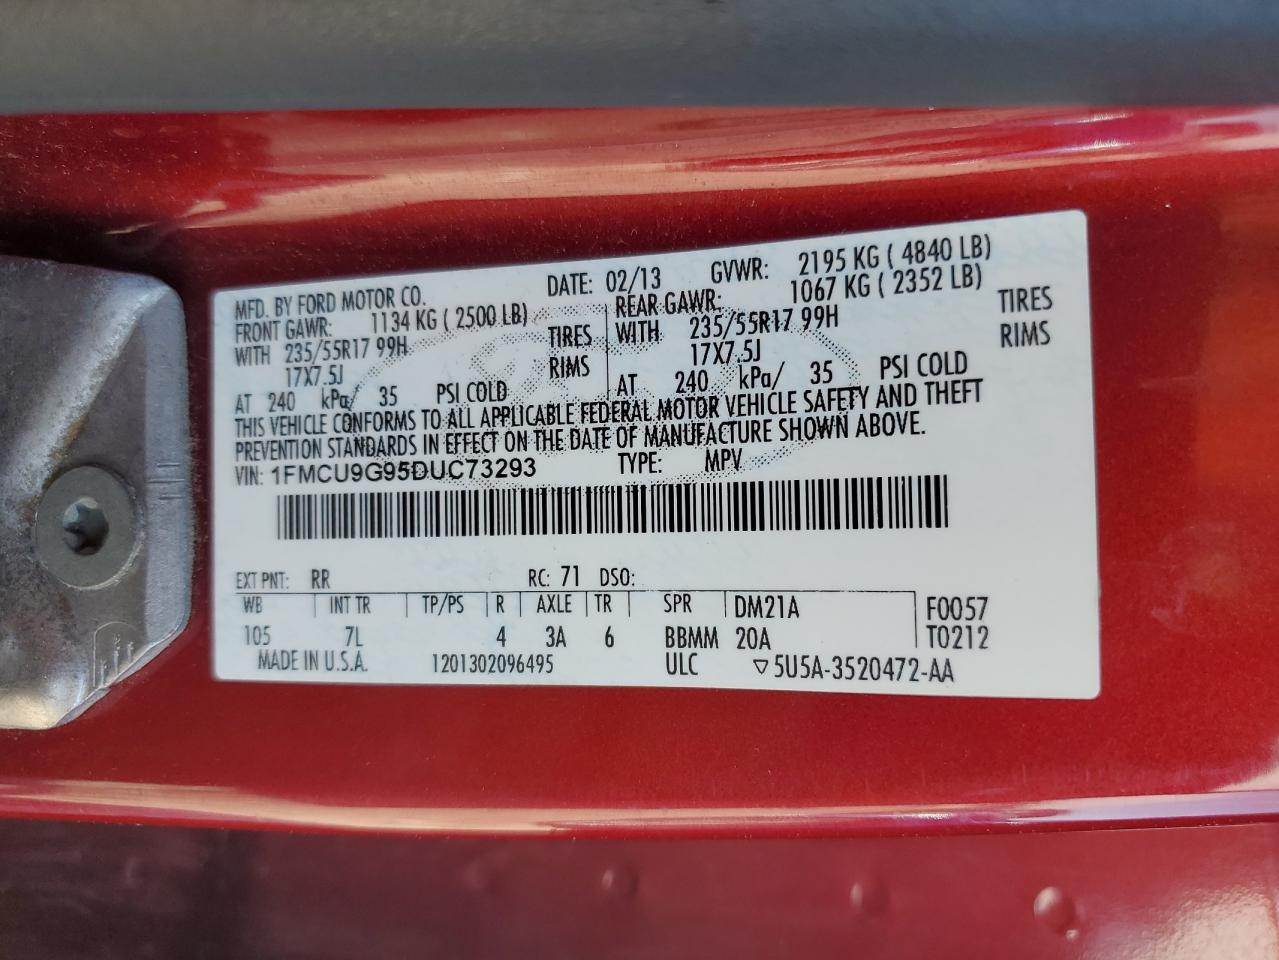 MFD. BY FORD MOTOR CO. DATE: 02/13 GVWR: 2195 KG ( 4840 LB)
FRONT GAWR: 1134 KG ( 2500 LB) REAR GAWR: 1067 KG ( 2352 LB)
WITH 235/55R17 99H TIRES WITH 235/55R17 99H TIRES
17X7.5J RIMS 17X7.5J RIMS
AT 240 kPa/ 35 PSI COLD AT 240 kPa/ 35 PSI COLD
THIS VEHICLE CONFORMS TO ALL APPLICABLE FEDERAL MOTOR VEHICLE SAFETY AND THEFT
PREVENTION STANDARDS IN EFFECT ON THE DATE OF MANUFACTURE SHOWN ABOVE.
VIN: 1FMCU9G95DUC73293 TYPE: MPV
EXT PNT: RR RC: 71 DSO:
WB INT TR TP/PS R AXLE TR SPR DM21A F0057
105 7L 4 3A 6 BBMM 20A T0212
MADE IN U.S.A. 1201302096495 ULC ▽5U5A-3520472-AA